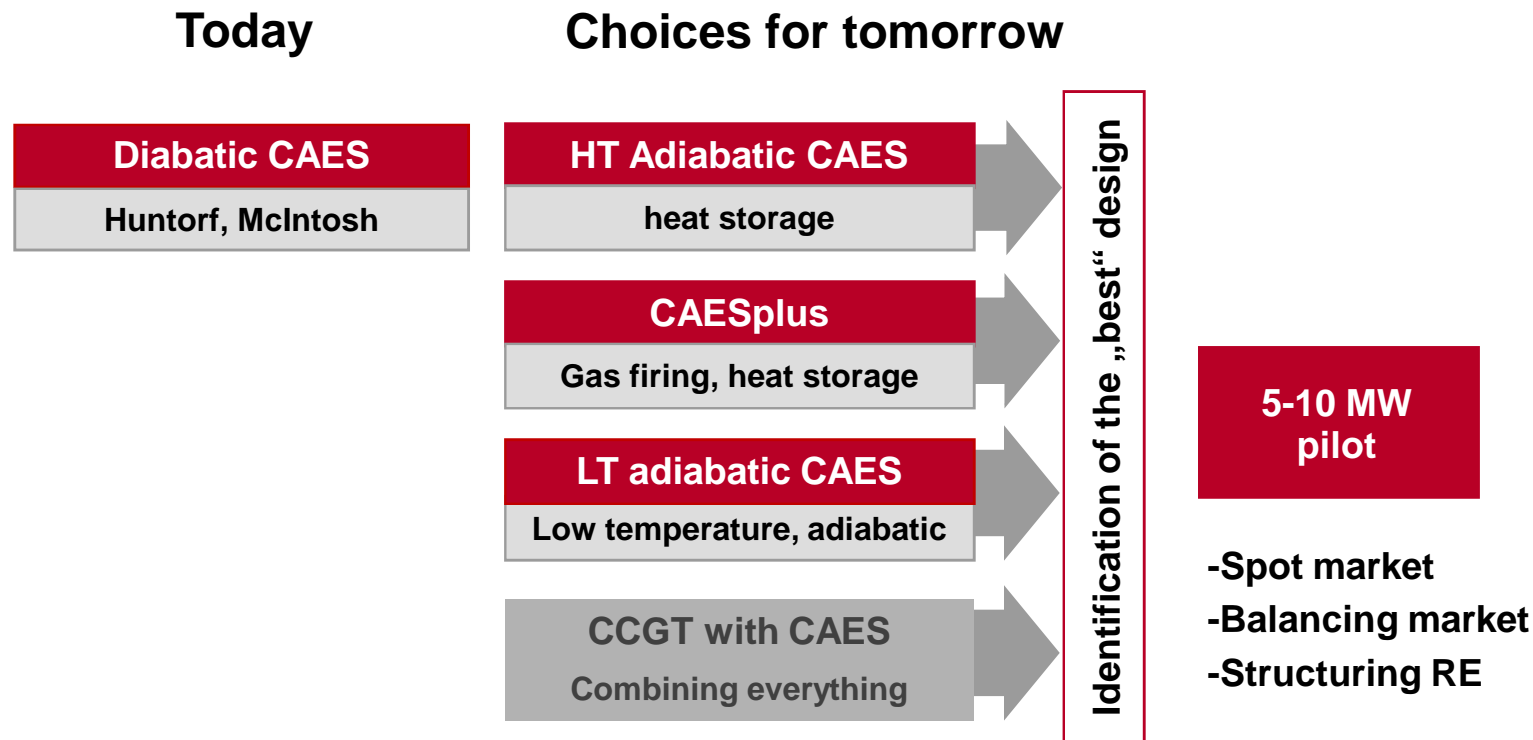 Today
Choices for tomorrow
Diabatic CAES
Huntorf, McIntosh
HT Adiabatic CAES
heat storage
CAESplus
Gas firing, heat storage
LT adiabatic CAES
Low temperature, adiabatic
CCGT with CAES
Combining everything
Identification of the „best“ design
5-10 MW
pilot
-Spot market
-Balancing market
-Structuring RE